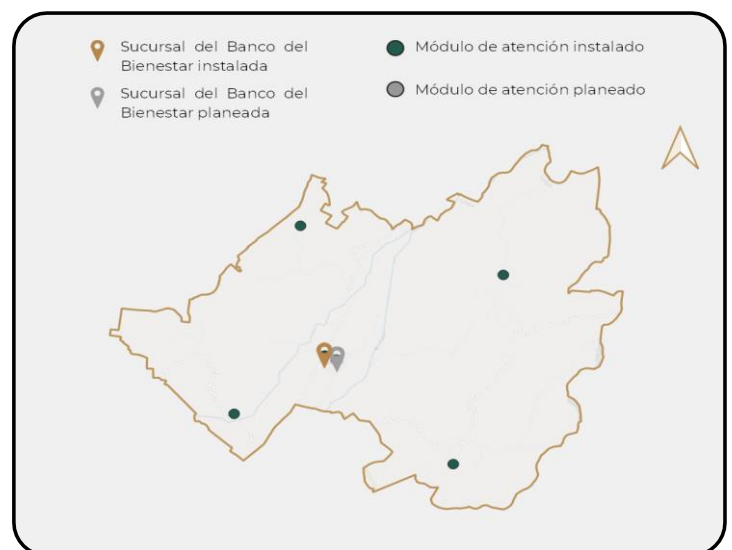 Sucursal del Banco del
Bienestar instalada
Sucursal del Banco del
Bienestar planeada
Módulo de atención instalado
Módulo de atención planeado